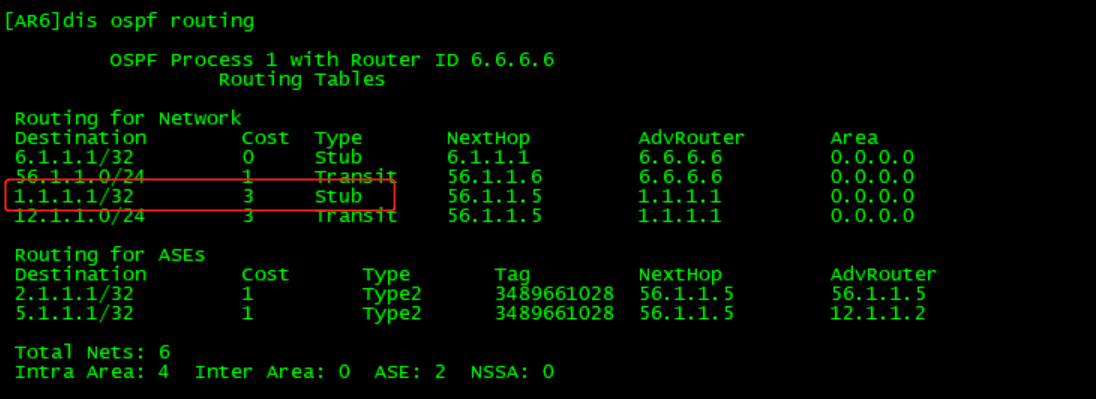 [AR6]dis ospf routing
OSPF Process 1 with Router ID 6.6.6.6
Routing Tables
Routing for Network
Destination Cost Type NextHop AdvRouter Area
6.1.1.1/32 0 Stub 6.1.1.1 6.6.6.6 0.0.0.0
56.1.1.0/24 1 Transit 56.1.1.6 6.6.6.6 0.0.0.0
1.1.1.1/32 3 Stub 56.1.1.5 1.1.1.1 0.0.0.0
12.1.1.0/24 3 Transit 56.1.1.5 1.1.1.1 0.0.0.0
Routing for ASEs
Destination Cost Type Tag NextHop AdvRouter
2.1.1.1/32 1 Type2 3489661028 56.1.1.5 56.1.1.5
5.1.1.1/32 1 Type2 3489661028 56.1.1.5 12.1.1.2
Total Nets: 6
Intra Area: 4 Inter Area: 0 ASE: 2 NSSA: 0